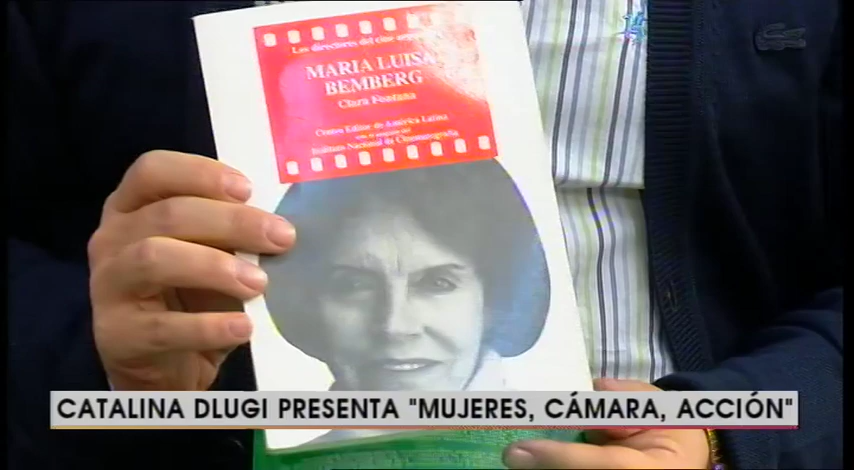 Los directores del cine
MARIA LUISA
BEMBERG
Clara Fontana
Centro Editor de América Latina
Instituto Nacional de Cinematografía
CATALINA DLUGI PRESENTA "MUJERES, CÁMARA, ACCIÓN"